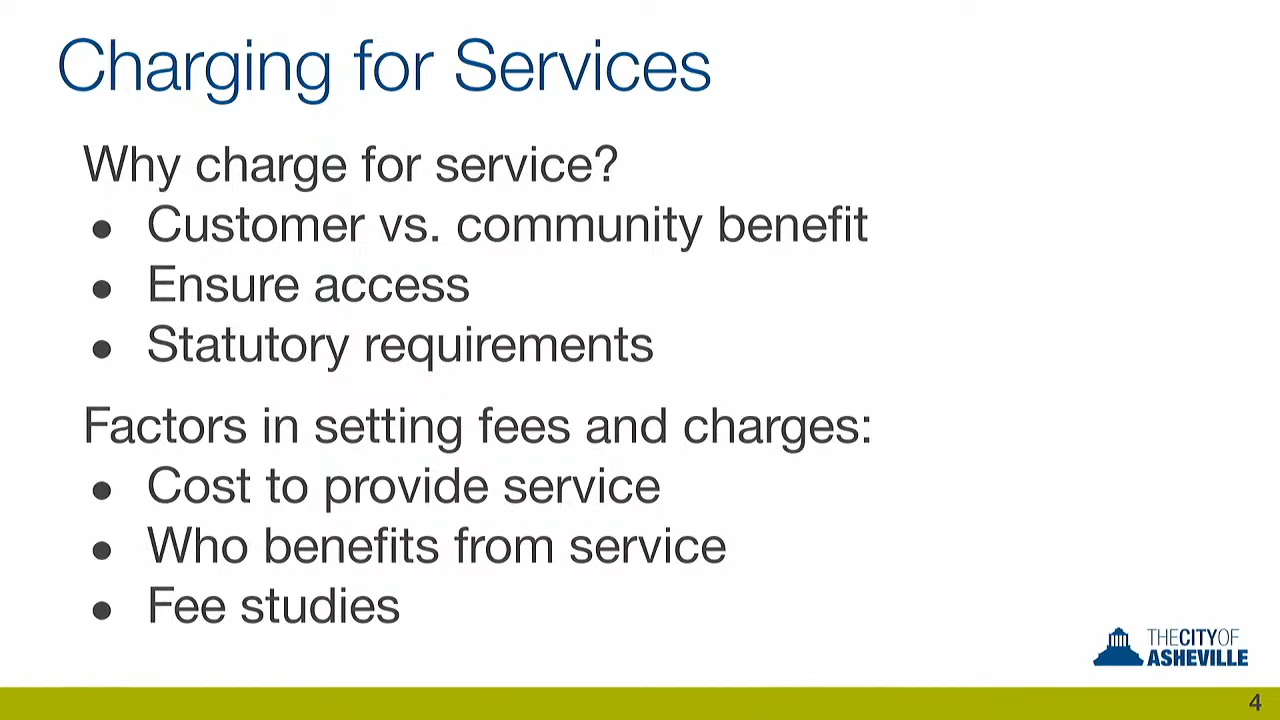 Charging for Services
Why charge for service?
● Customer vs. community benefit
● Ensure access
● Statutory requirements
Factors in setting fees and charges:
● Cost to provide service
● Who benefits from service
● Fee studies
THE CITY OF
ASHEVILLE
4